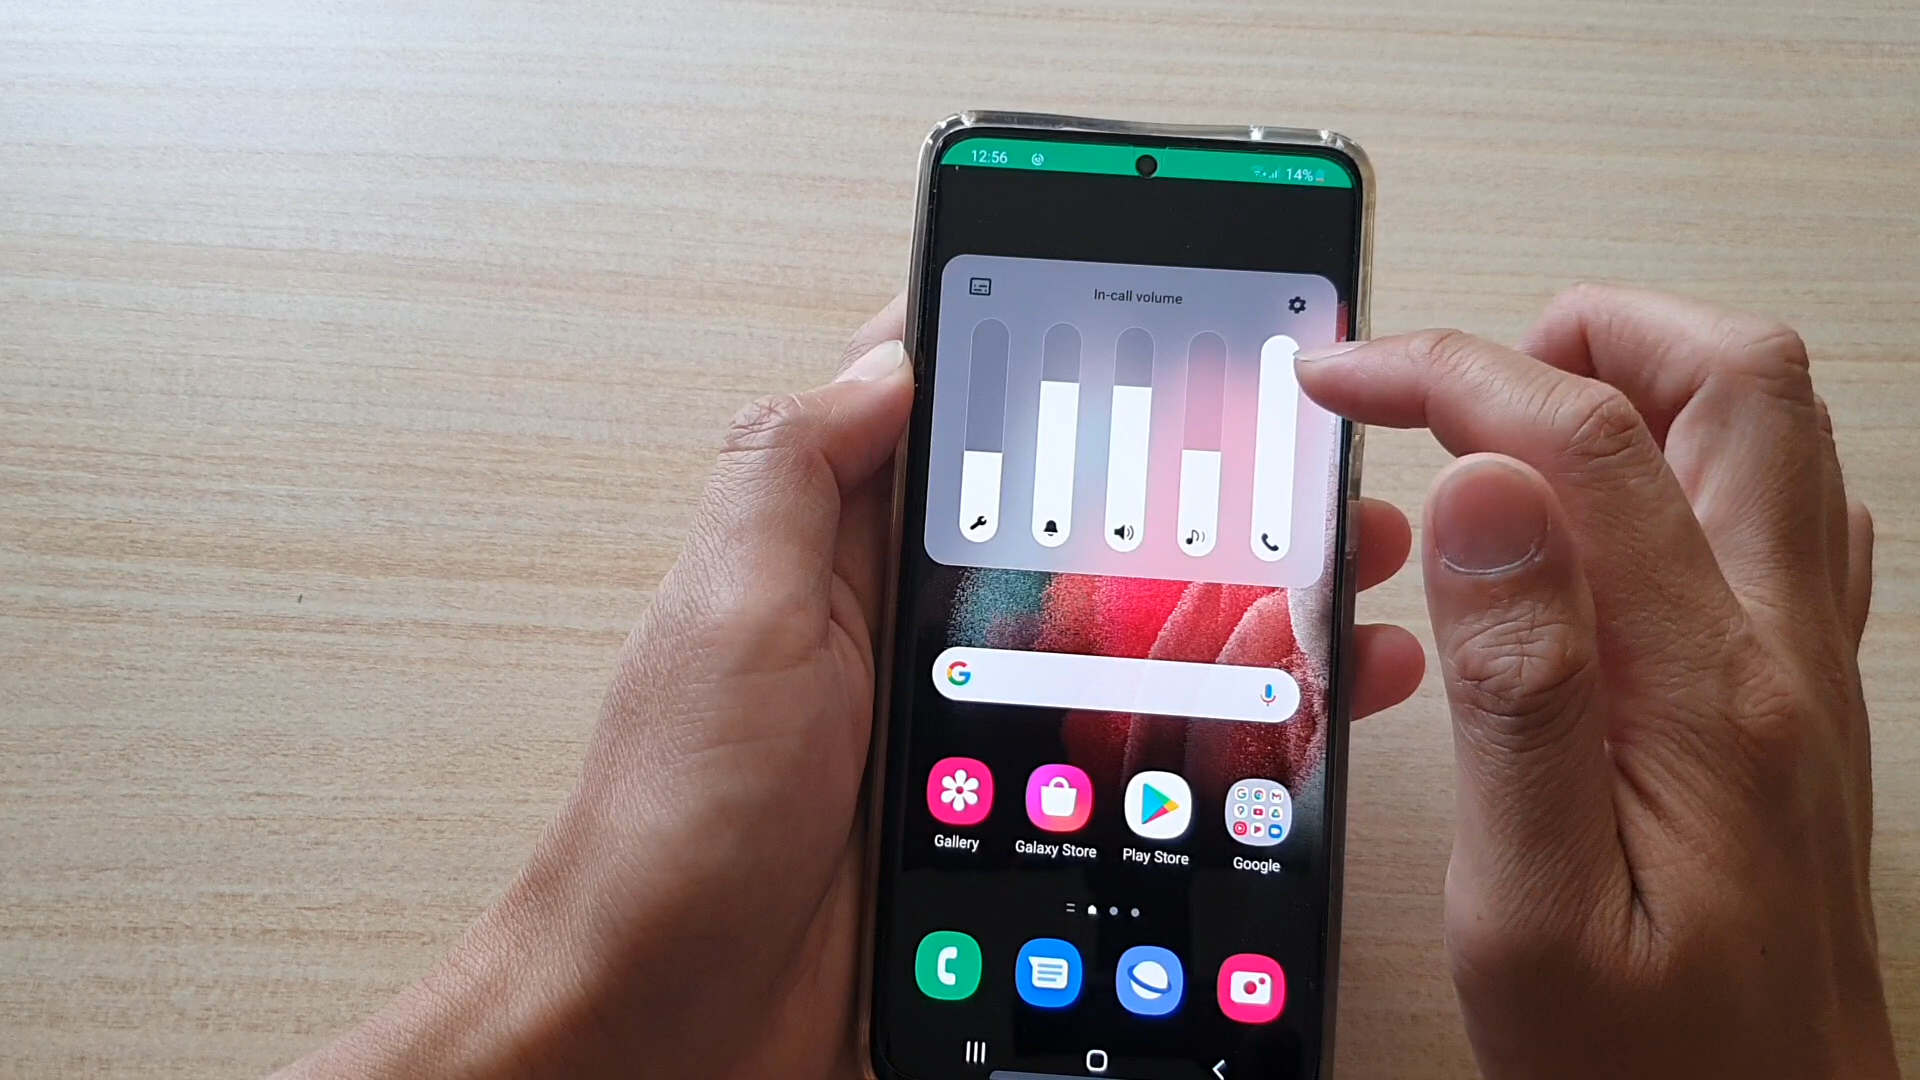 12:56
14%
In-call volume
Gallery
Galaxy Store
Play Store
Google